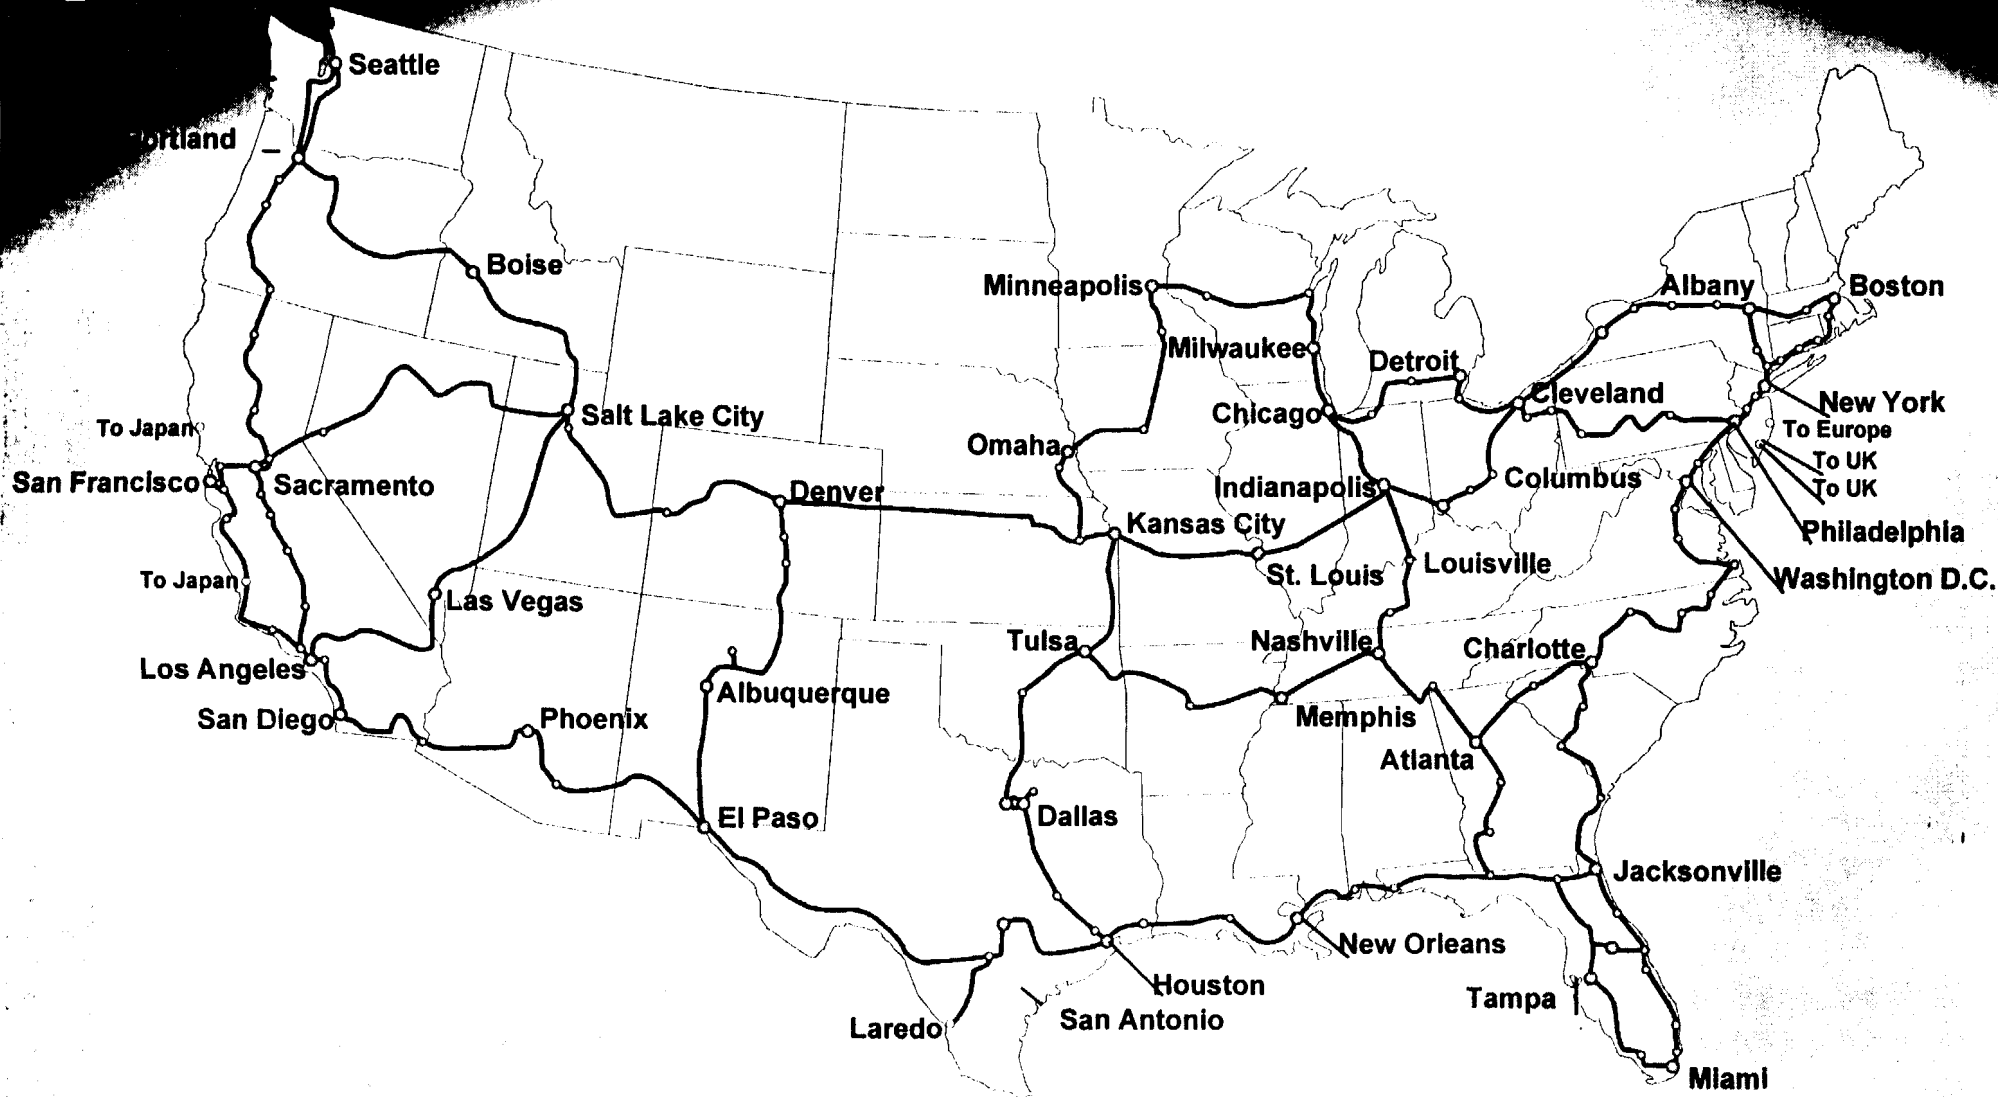 Seattle
ortland
Boise
Minneapolis
Albany
Boston
Milwaukee
Detroit
Cleveland
Salt Lake City
Chicago
New York
To Japan
To Europe
Omaha
To UK
San Francisco
Sacramento
Denver
Indianapolis
Columbus
To UK
Kansas City
Philadelphia
To Japan
St. Louis
Louisville
Washington D.C.
Las Vegas
Tulsa
Nashville
Charlotte
Los Angeles
Albuquerque
San Diego
Phoenix
Memphis
Atlanta
El Paso
Dallas
Jacksonville
New Orleans
Houston
Tampa
Laredo
San Antonio
Miami